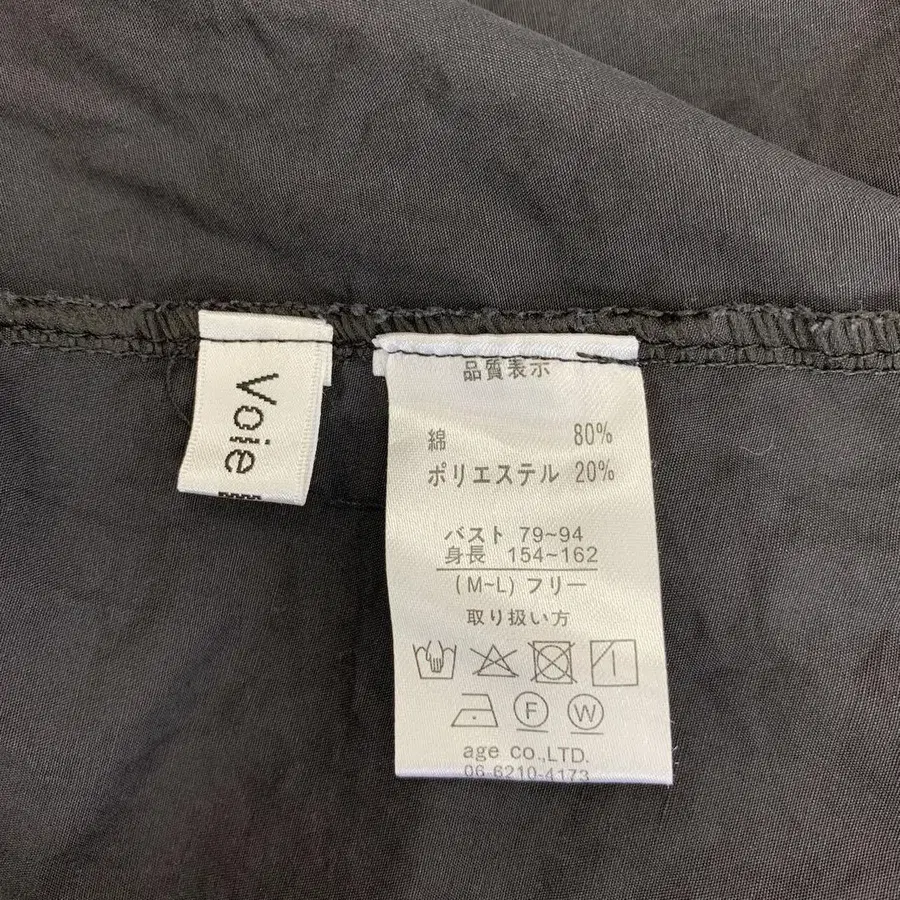 Voie
品質表示
綿 80%
ポリエステル 20%
バスト 79~94
身長 154~162
(M~L) フリー
取り扱い方
F W
age co.,LTD.
06-6210-4173